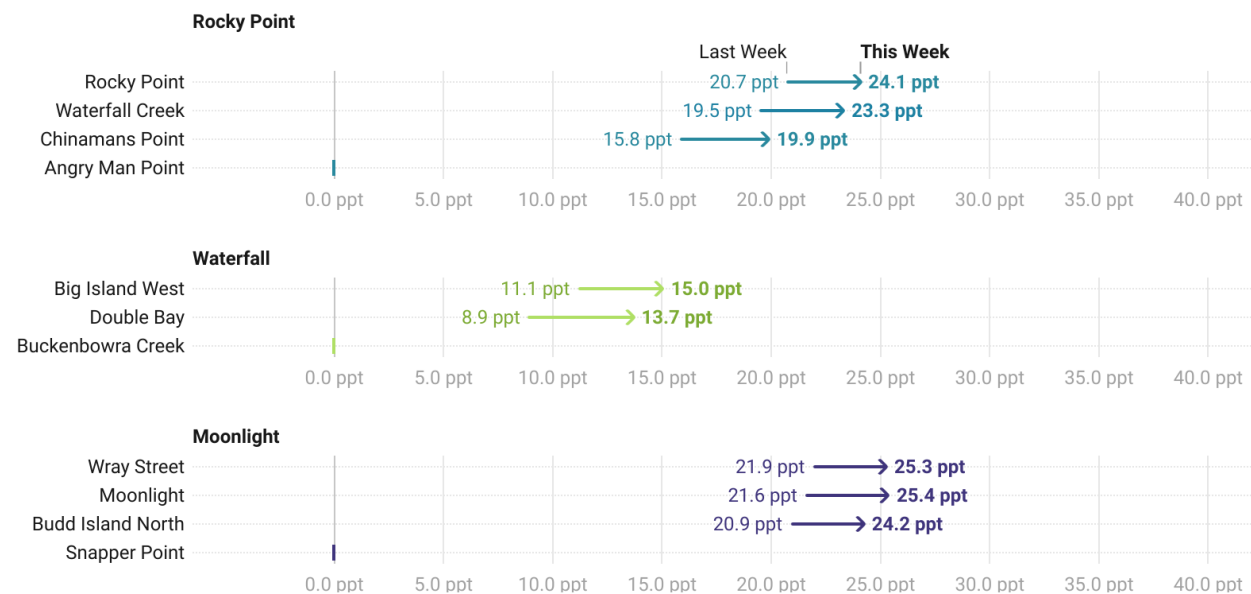 Rocky Point
Last Week This Week
Rocky Point 20.7 ppt 24.1 ppt
Waterfall Creek 19.5 ppt 23.3 ppt
Chinamans Point 15.8 ppt 19.9 ppt
Angry Man Point
0.0 ppt 5.0 ppt 10.0 ppt 15.0 ppt 20.0 ppt 25.0 ppt 30.0 ppt 35.0 ppt 40.0 ppt
Waterfall
Big Island West 11.1 ppt 15.0 ppt
Double Bay 8.9 ppt 13.7 ppt
Buckenbowra Creek
0.0 ppt 5.0 ppt 10.0 ppt 15.0 ppt 20.0 ppt 25.0 ppt 30.0 ppt 35.0 ppt 40.0 ppt
Moonlight
Wray Street 21.9 ppt 25.3 ppt
Moonlight 21.6 ppt 25.4 ppt
Budd Island North 20.9 ppt 24.2 ppt
Snapper Point
0.0 ppt 5.0 ppt 10.0 ppt 15.0 ppt 20.0 ppt 25.0 ppt 30.0 ppt 35.0 ppt 40.0 ppt